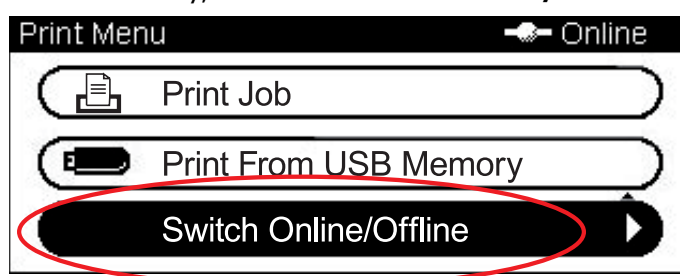 Print Menu Online
Print Job
Print From USB Memory
Switch Online/Offline